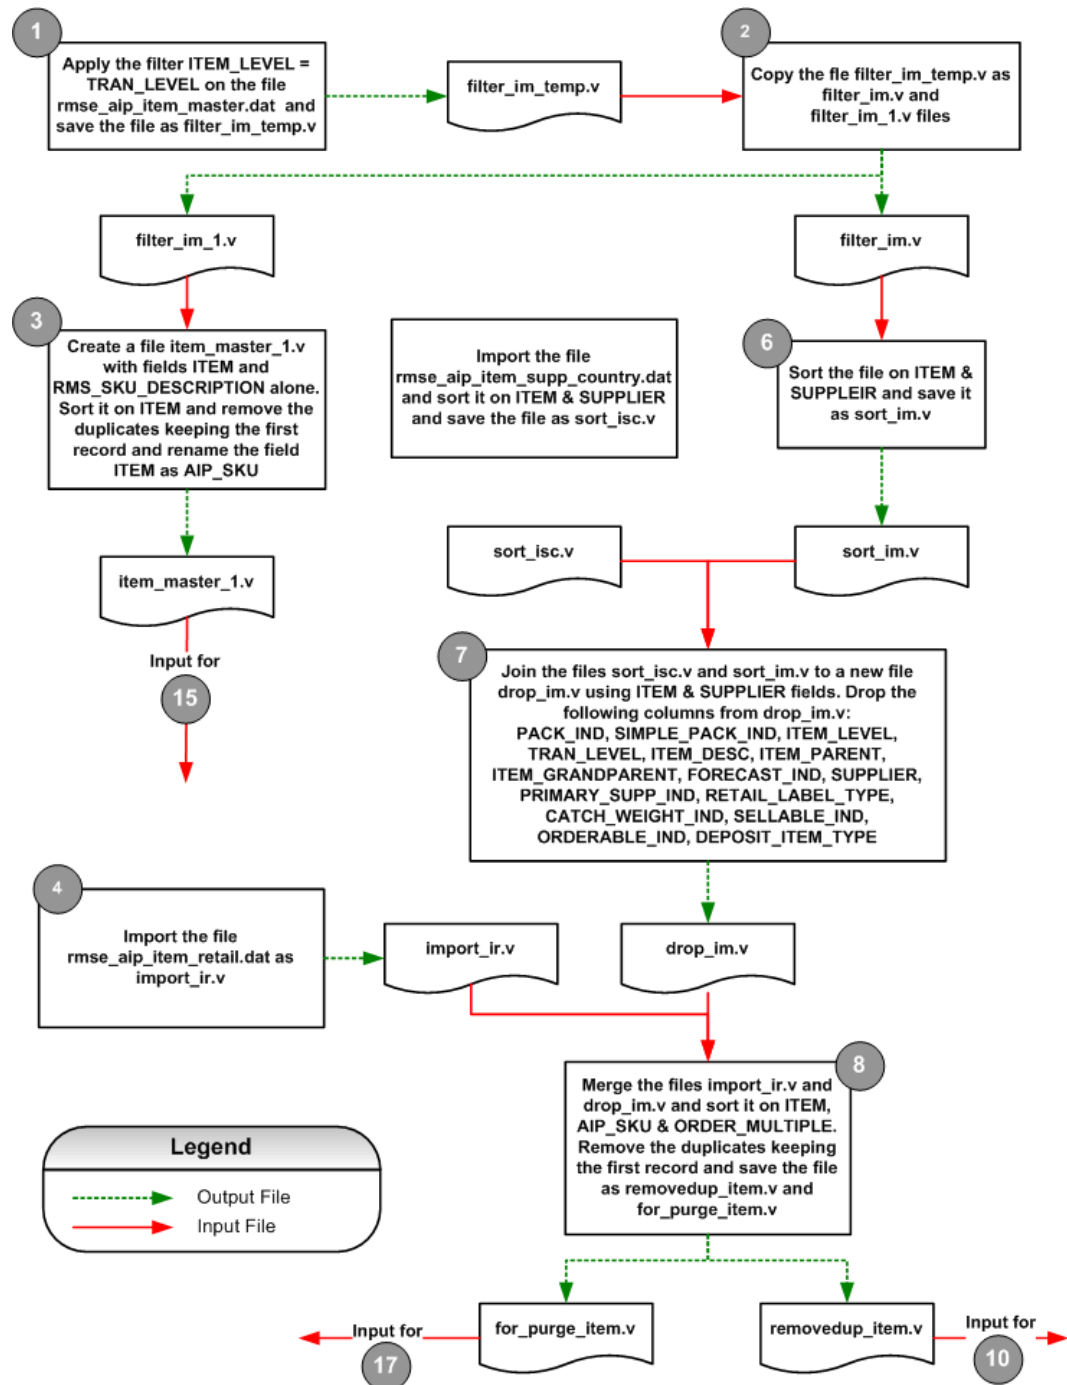 1
Apply the filter ITEM_LEVEL =
TRAN_LEVEL on the file
rmse_aip_item_master.dat and
save the file as filter_im_temp.v
filter_im_temp.v
2
Copy the fle filter_im_temp.v as
filter_im.v and
filter_im_1.v files
filter_im_1.v
filter_im.v
3
Create a file item_master_1.v
with fields ITEM and
RMS_SKU_DESCRIPTION alone.
Sort it on ITEM and remove the
duplicates keeping the first
record and rename the field
ITEM as AIP_SKU
Import the file
rmse_aip_item_supp_country.dat
and sort it on ITEM & SUPPLIER
and save the file as sort_isc.v
6
Sort the file on ITEM &
SUPPLEIR and save it
as sort_im.v
item_master_1.v
sort_isc.v
sort_im.v
Input for
15
7
Join the files sort_isc.v and sort_im.v to a new file
drop_im.v using ITEM & SUPPLIER fields. Drop the
following columns from drop_im.v:
PACK_IND, SIMPLE_PACK_IND, ITEM_LEVEL,
TRAN_LEVEL, ITEM_DESC, ITEM_PARENT,
ITEM_GRANDPARENT, FORECAST_IND, SUPPLIER,
PRIMARY_SUPP_IND, RETAIL_LABEL_TYPE,
CATCH_WEIGHT_IND, SELLABLE_IND,
ORDERABLE_IND, DEPOSIT_ITEM_TYPE
4
Import the file
rmse_aip_item_retail.dat as
import_ir.v
import_ir.v
drop_im.v
8
Merge the files import_ir.v and
drop_im.v and sort it on ITEM,
AIP_SKU & ORDER_MULTIPLE.
Remove the duplicates keeping
the first record and save the file
as removedup_item.v and
for_purge_item.v
Legend
Output File
Input File
Input for
17
for_purge_item.v
removedup_item.v
Input for
10